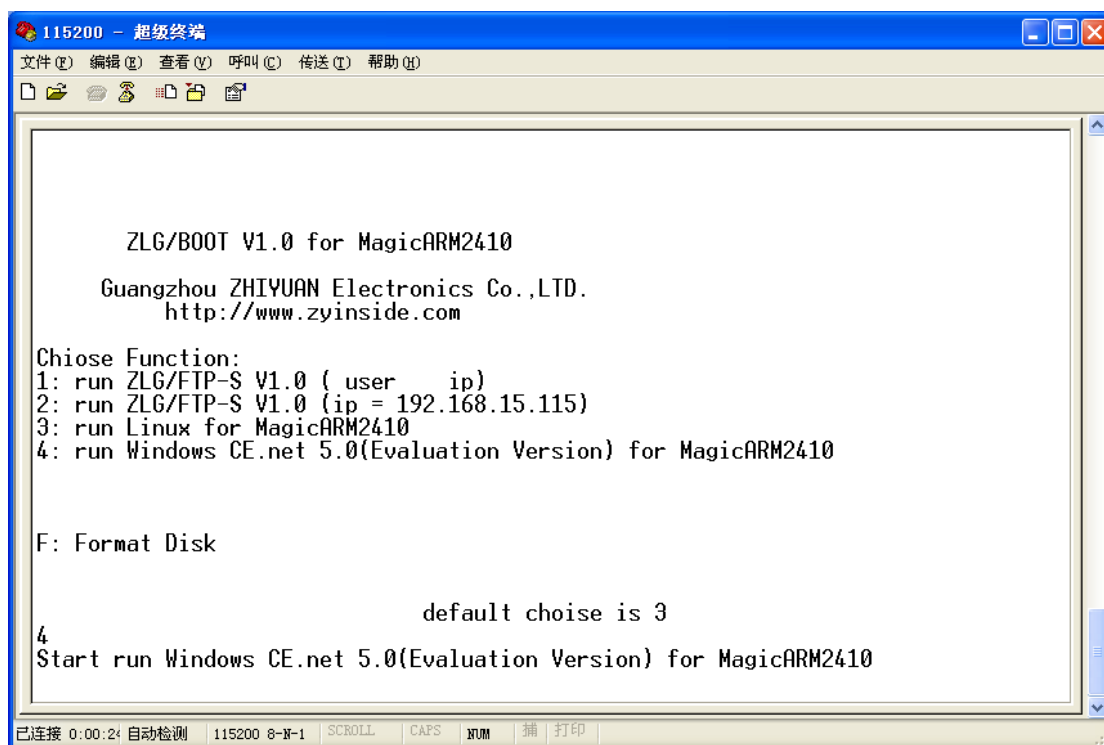 115200 - 超级终端
文件(F) 编辑(E) 查看(V) 呼叫(C) 传送(T) 帮助(H)
ZLG/BOOT V1.0 for MagicARM2410
Guangzhou ZHIYUAN Electronics Co.,LTD.
http://www.zyinside.com
Chiose Function:
1: run ZLG/FTP-S V1.0 ( user    ip)
2: run ZLG/FTP-S V1.0 (ip = 192.168.15.115)
3: run Linux for MagicARM2410
4: run Windows CE.net 5.0(Evaluation Version) for MagicARM2410
F: Format Disk
default choise is 3
4
Start run Windows CE.net 5.0(Evaluation Version) for MagicARM2410
已连接 0:00:24 自动检测 115200 8-N-1 SCROLL CAPS NUM 捕 打印